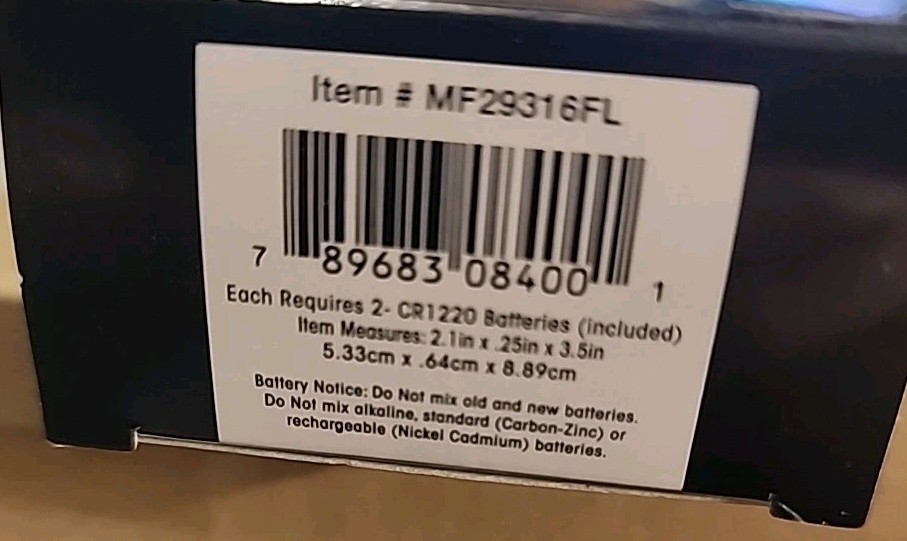 Item # MF29316FL
7 89683 08400 1
Each Requires 2- CR1220 Batteries (included)
Item Measures: 2.1in x .25in x 3.5in
5.33cm x .64cm x 8.89cm
Battery Notice: Do Not mix old and new batteries.
Do Not mix alkaline, standard (Carbon-Zinc) or
rechargeable (Nickel Cadmium) batteries.